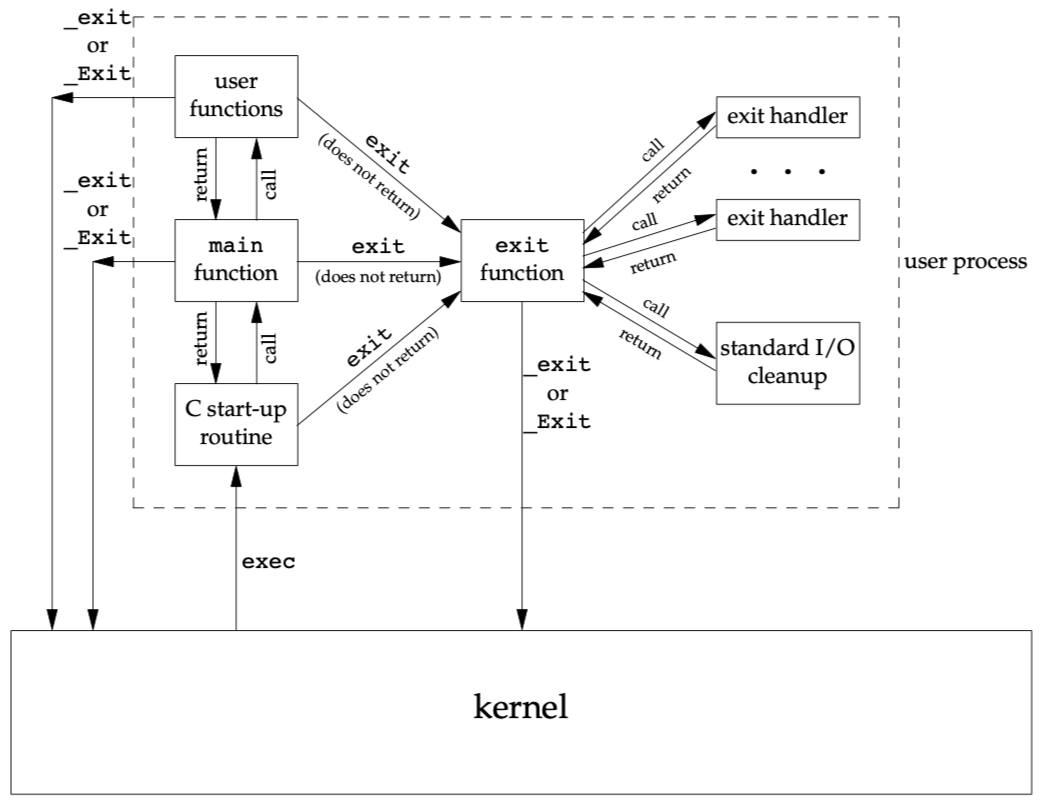 _exit
or
_Exit
user
functions
exit
(does not return)
call
return
exit handler
. . .
return
call
_exit
or
_Exit
main
function
exit
(does not return)
exit
function
call
return
exit handler
user process
return
call
exit
(does not return)
call
return
standard I/O
cleanup
C start-up
routine
_exit
or
_Exit
exec
kernel